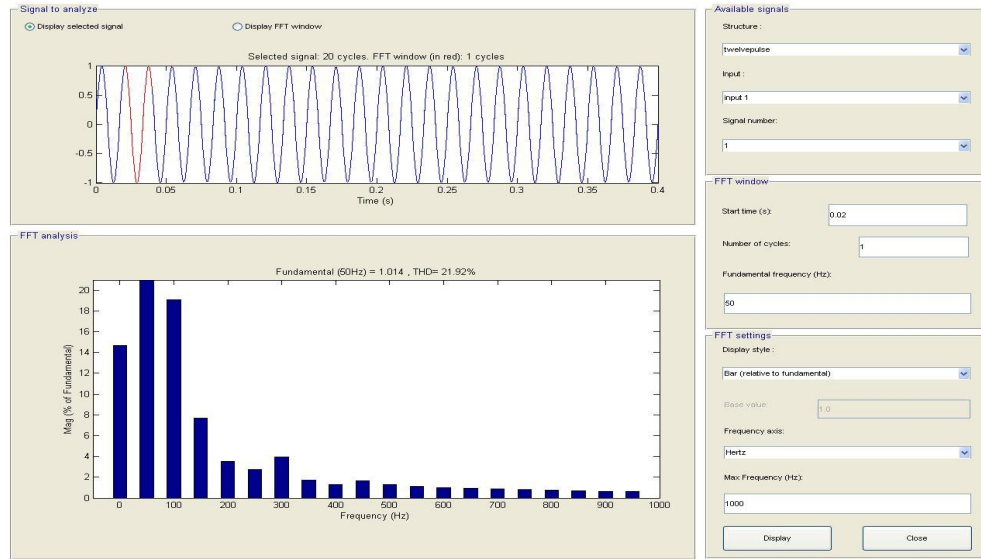 Signal to analyze
Display selected signal
Display FFT window
Selected signal: 20 cycles. FFT window (in red): 1 cycles
1
0.5
0
-0.5
-1
0 0.05 0.1 0.15 0.2 0.25 0.3 0.35 0.4
Time (s)
FFT analysis
Fundamental (50Hz) = 1.014 , THD= 21.92%
Mag (% of Fundamental)
20
18
16
14
12
10
8
6
4
2
0
0 100 200 300 400 500 600 700 800 900 1000
Frequency (Hz)
Available signals
Structure :
twelvepulse
Input :
input 1
Signal number:
1
FFT window
Start time (s):
0.02
Number of cycles:
1
Fundamental frequency (Hz):
50
FFT settings
Display style :
Bar (relative to fundamental)
Base value:
1.0
Frequency axis:
Hertz
Max Frequency (Hz):
1000
Display
Close